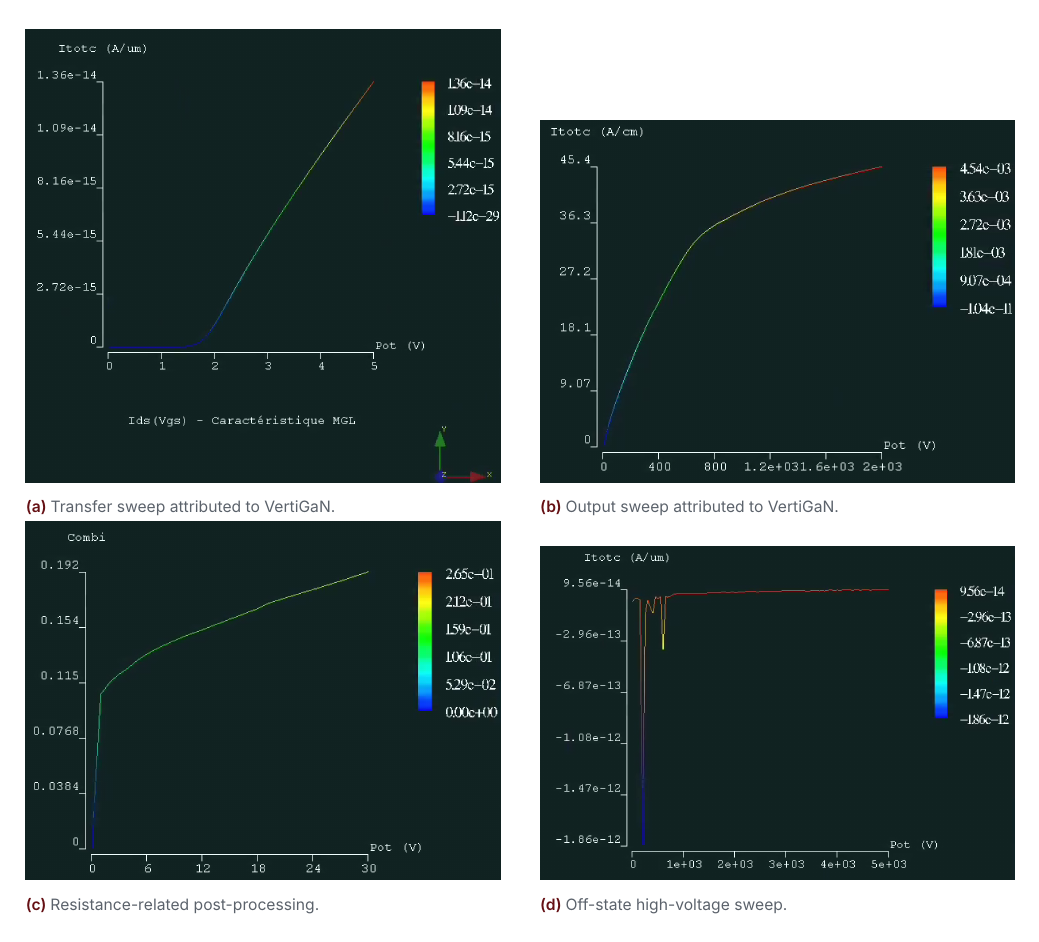 Itotc (A/um)
1.36e-14
1.09e-14
8.16e-15
5.44e-15
2.72e-15
0
0 1 2 3 4 5
Pot (V)
1.36e-14
1.09e-14
8.16e-15
5.44e-15
2.72e-15
-1.12e-29
Ids(Vgs) - Caractéristique MGL
Y
Z X
(a) Transfer sweep attributed to VertiGaN.
Itotc (A/cm)
45.4
36.3
27.2
18.1
9.07
0
0 400 800 1.2e+031.6e+03 2e+03
Pot (V)
4.54e-03
3.63e-03
2.72e-03
1.81e-03
9.07e-04
-1.04e-11
(b) Output sweep attributed to VertiGaN.
Combi
0.192
0.154
0.115
0.0768
0.0384
0
0 6 12 18 24 30
Pot (V)
2.65e-01
2.12e-01
1.59e-01
1.06e-01
5.29e-02
0.00e+00
(c) Resistance-related post-processing.
Itotc (A/um)
9.56e-14
-2.96e-13
-6.87e-13
-1.08e-12
-1.47e-12
-1.86e-12
0 1e+03 2e+03 3e+03 4e+03 5e+03
Pot (V)
9.56e-14
-2.96e-13
-6.87e-13
-1.08e-12
-1.47e-12
-1.86e-12
(d) Off-state high-voltage sweep.